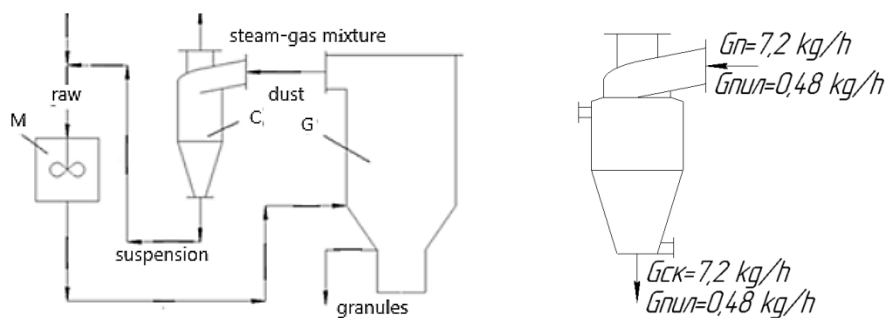 steam-gas mixture
raw
dust
M
C
G
suspension
granules
Gп=7,2 kg/h
Gпил=0,48 kg/h
Gск=7,2 kg/h
Gпил=0,48 kg/h